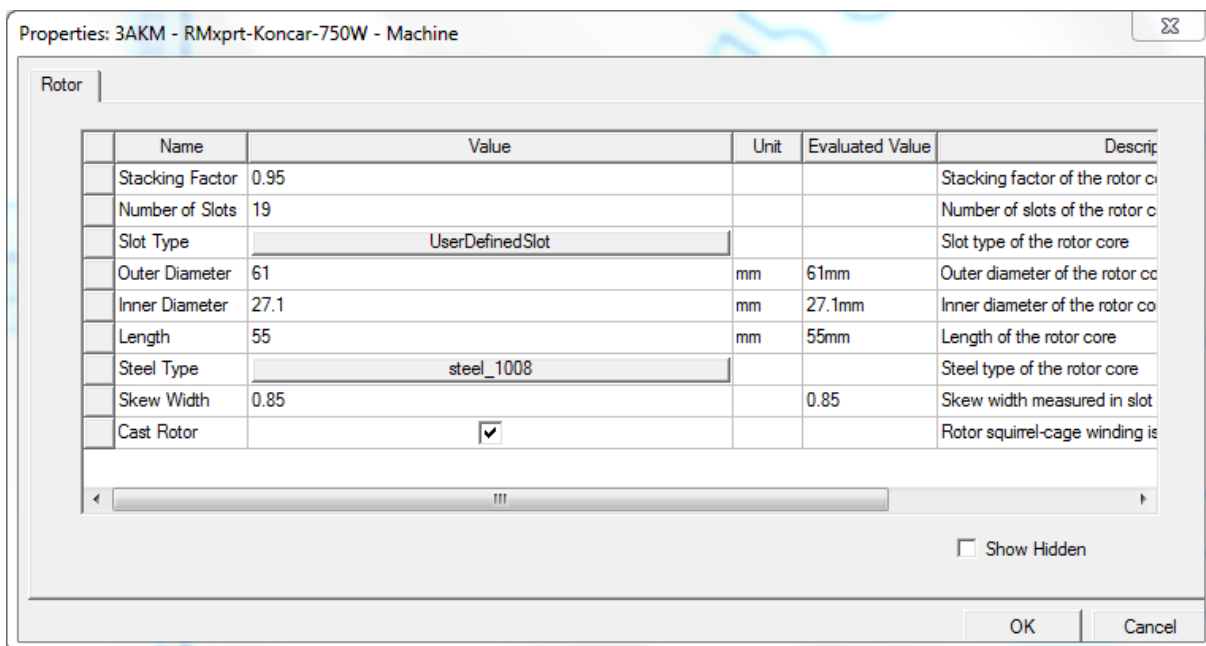 Properties: 3AKM - RMxprt-Koncar-750W - Machine
Rotor
Name Value Unit Evaluated Value Descrip
Stacking Factor 0.95 Stacking factor of the rotor co
Number of Slots 19 Number of slots of the rotor c
Slot Type UserDefinedSlot Slot type of the rotor core
Outer Diameter 61 mm 61mm Outer diameter of the rotor co
Inner Diameter 27.1 mm 27.1mm Inner diameter of the rotor co
Length 55 mm 55mm Length of the rotor core
Steel Type steel_1008 Steel type of the rotor core
Skew Width 0.85 0.85 Skew width measured in slot
Cast Rotor Rotor squirrel-cage winding is
Show Hidden
OK Cancel